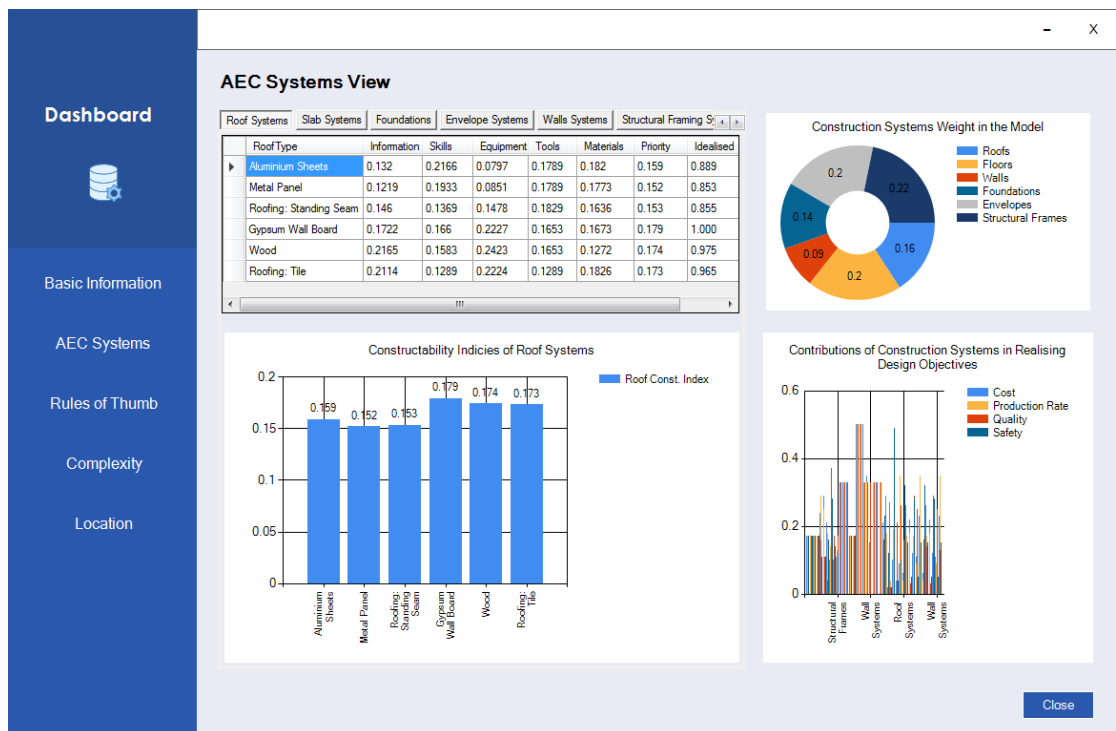 – X
Dashboard
Basic Information
AEC Systems
Rules of Thumb
Complexity
Location
AEC Systems View
Roof Systems Slab Systems Foundations Envelope Systems Walls Systems Structural Framing Sy
RoofType Information Skills Equipment Tools Materials Priority Idealised
Aluminium Sheets 0.132 0.2166 0.0797 0.1789 0.182 0.159 0.889
Metal Panel 0.1219 0.1933 0.0851 0.1789 0.1773 0.152 0.853
Roofing: Standing Seam 0.146 0.1369 0.1478 0.1829 0.1636 0.153 0.855
Gypsum Wall Board 0.1722 0.166 0.2227 0.1653 0.1673 0.179 1.000
Wood 0.2165 0.1583 0.2423 0.1653 0.1272 0.174 0.975
Roofing: Tile 0.2114 0.1289 0.2224 0.1289 0.1826 0.173 0.965
Construction Systems Weight in the Model
0.2
0.22
0.14
0.16
0.09
0.2
Roofs
Floors
Walls
Foundations
Envelopes
Structural Frames
Constructability Indicies of Roof Systems
Roof Const. Index
0.2
0.15
0.1
0.05
0
0.159
0.152
0.153
0.179
0.174
0.173
Aluminium
Sheets
Metal Panel
Roofing:
Standing
Seam
Gypsum
Wall Board
Wood
Roofing:
Tile
Contributions of Construction Systems in Realising
Design Objectives
Cost
Production Rate
Quality
Safety
0.6
0.4
0.2
0
Structural
Frames
Wall
Systems
Roof
Systems
Wall
Systems
Close